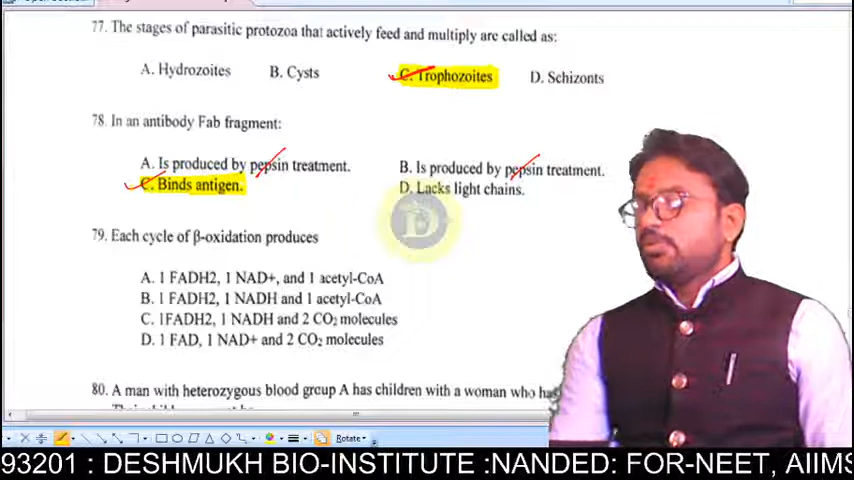 77. The stages of parasitic protozoa that actively feed and multiply are called as:
A. Hydrozoites B. Cysts C. Trophozoites D. Schizonts
78. In an antibody Fab fragment:
A. Is produced by pepsin treatment. B. Is produced by pepsin treatment.
C. Binds antigen. D. Lacks light chains.
79. Each cycle of β-oxidation produces
A. 1 FADH2, 1 NAD+, and 1 acetyl-CoA
B. 1 FADH2, 1 NADH and 1 acetyl-CoA
C. 1FADH2, 1 NADH and 2 CO₂ molecules
D. 1 FAD, 1 NAD+ and 2 CO₂ molecules
80. A man with heterozygous blood group A has children with a woman who
Rotate
93201 : DESHMUKH BIO-INSTITUTE :NANDED: FOR-NEET, AIIMS